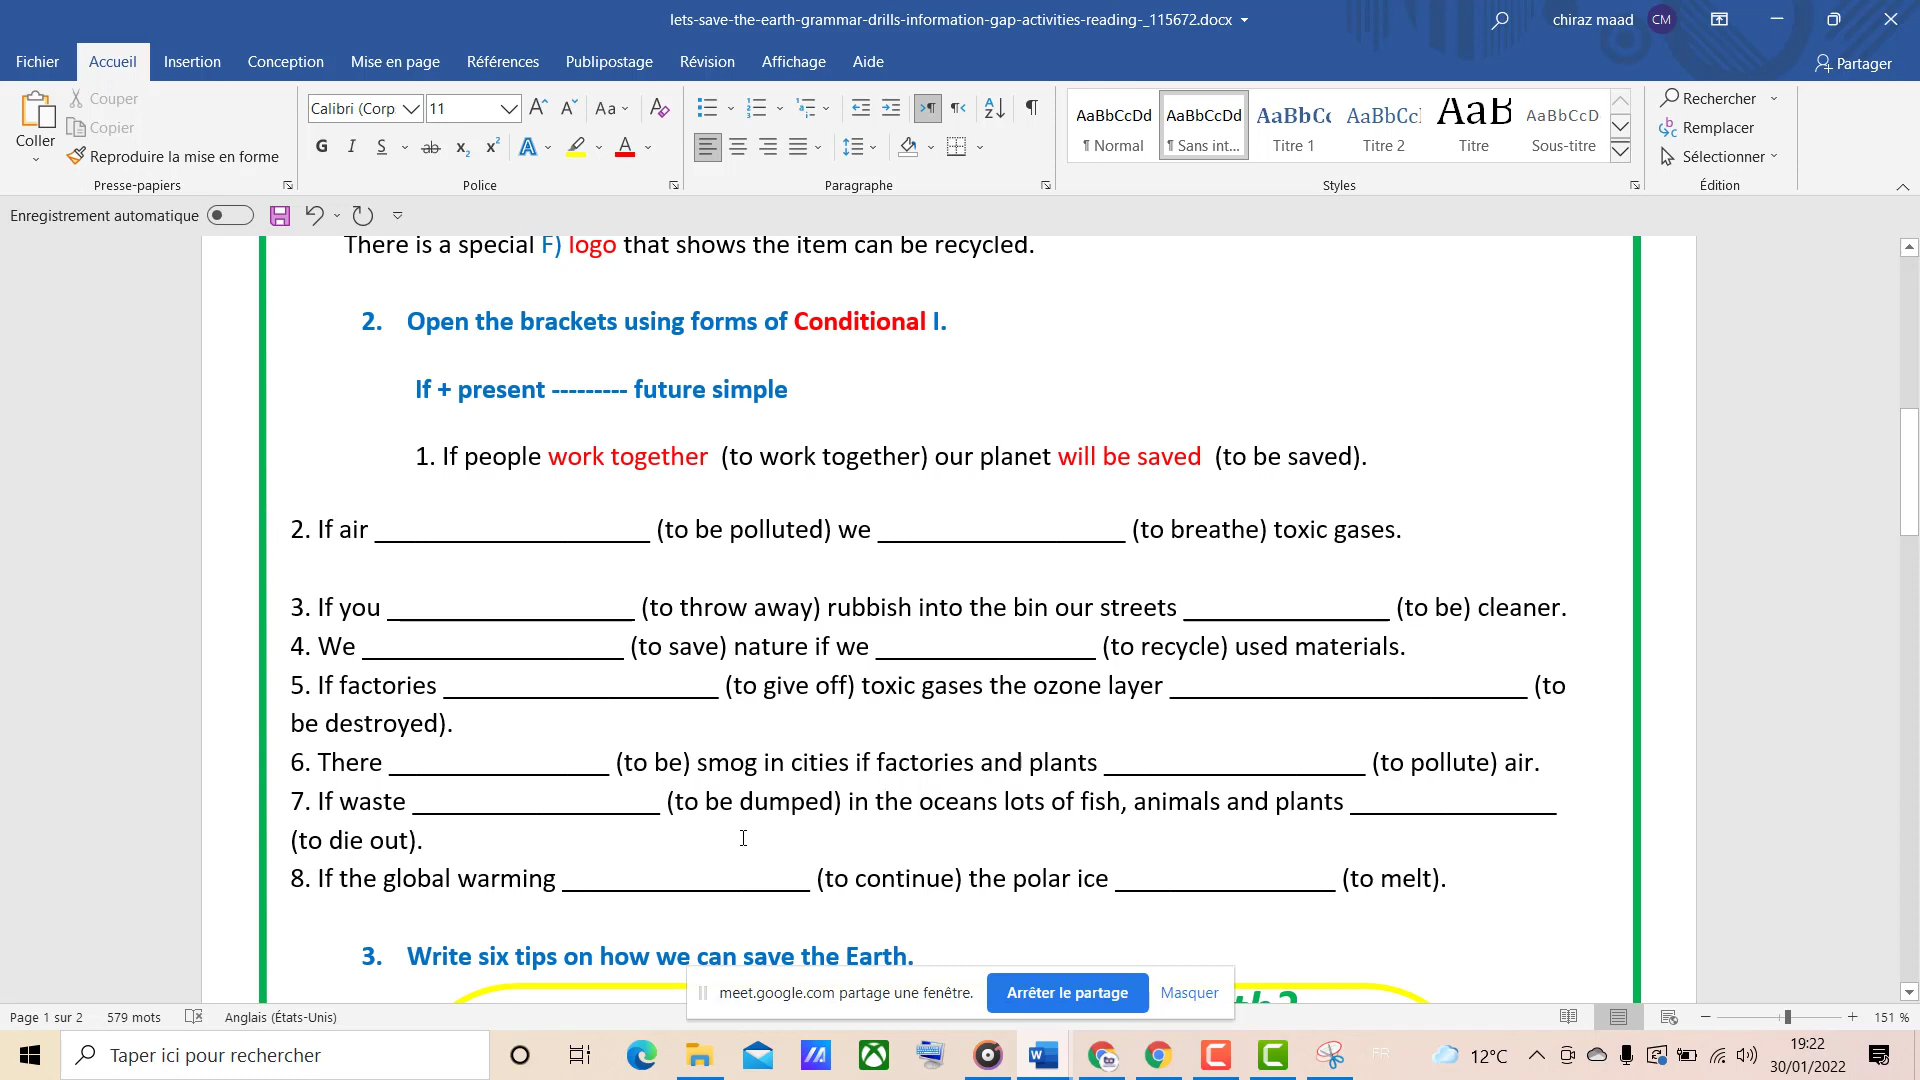 lets-save-the-earth-grammar-drills-information-gap-activities-reading-_115672.docx
chiraz maad CM
Fichier Accueil Insertion Conception Mise en page Références Publipostage Révision Affichage Aide Partager
Coller
Couper
Copier
Reproduire la mise en forme
Presse-papiers
Calibri (Corp 11
Police
Paragraphe
AaBbCcDd ¶ Normal
AaBbCcDd ¶ Sans int...
AaBbCc Titre 1
AaBbCcl Titre 2
AaB Titre
AaBbCcD Sous-titre
Styles
Rechercher
Remplacer
Sélectionner
Édition
Enregistrement automatique
There is a special F) logo that shows the item can be recycled.
2. Open the brackets using forms of Conditional I.
If + present --------- future simple
1. If people work together (to work together) our planet will be saved (to be saved).
2. If air ____________________ (to be polluted) we __________________ (to breathe) toxic gases.
3. If you __________________ (to throw away) rubbish into the bin our streets _______________ (to be) cleaner.
4. We ___________________ (to save) nature if we ________________ (to recycle) used materials.
5. If factories ____________________ (to give off) toxic gases the ozone layer __________________________ (to
be destroyed).
6. There ________________ (to be) smog in cities if factories and plants ___________________ (to pollute) air.
7. If waste __________________ (to be dumped) in the oceans lots of fish, animals and plants _______________
(to die out).
8. If the global warming __________________ (to continue) the polar ice ________________ (to melt).
3. Write six tips on how we can save the Earth.
meet.google.com partage une fenêtre. Arrêter le partage Masquer
Page 1 sur 2 579 mots Anglais (États-Unis) 151 %
Taper ici pour rechercher
FR 12°C
19:22
30/01/2022